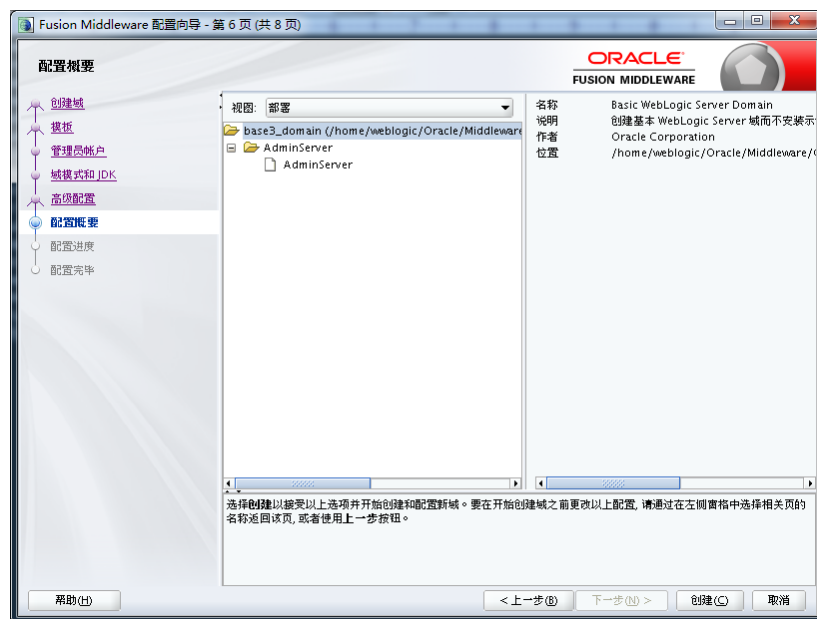 Fusion Middleware 配置向导 - 第 6 页 (共 8 页)
配置概要
ORACLE
FUSION MIDDLEWARE
创建域
模板
管理员帐户
域模式和 JDK
高级配置
配置概要
配置进度
配置完毕
视图: 部署
base3_domain (/home/weblogic/Oracle/Middleware
AdminServer
AdminServer
名称 Basic WebLogic Server Domain
说明 创建基本 WebLogic Server 域而不安装示
作者 Oracle Corporation
位置 /home/weblogic/Oracle/Middleware/
选择创建以接受以上选项并开始创建和配置新域。要在开始创建域之前更改以上配置, 请通过在左侧窗格中选择相关页的
名称返回该页, 或者使用上一步按钮。
帮助(H)
<上一步(B)
下一步(N) >
创建(C)
取消